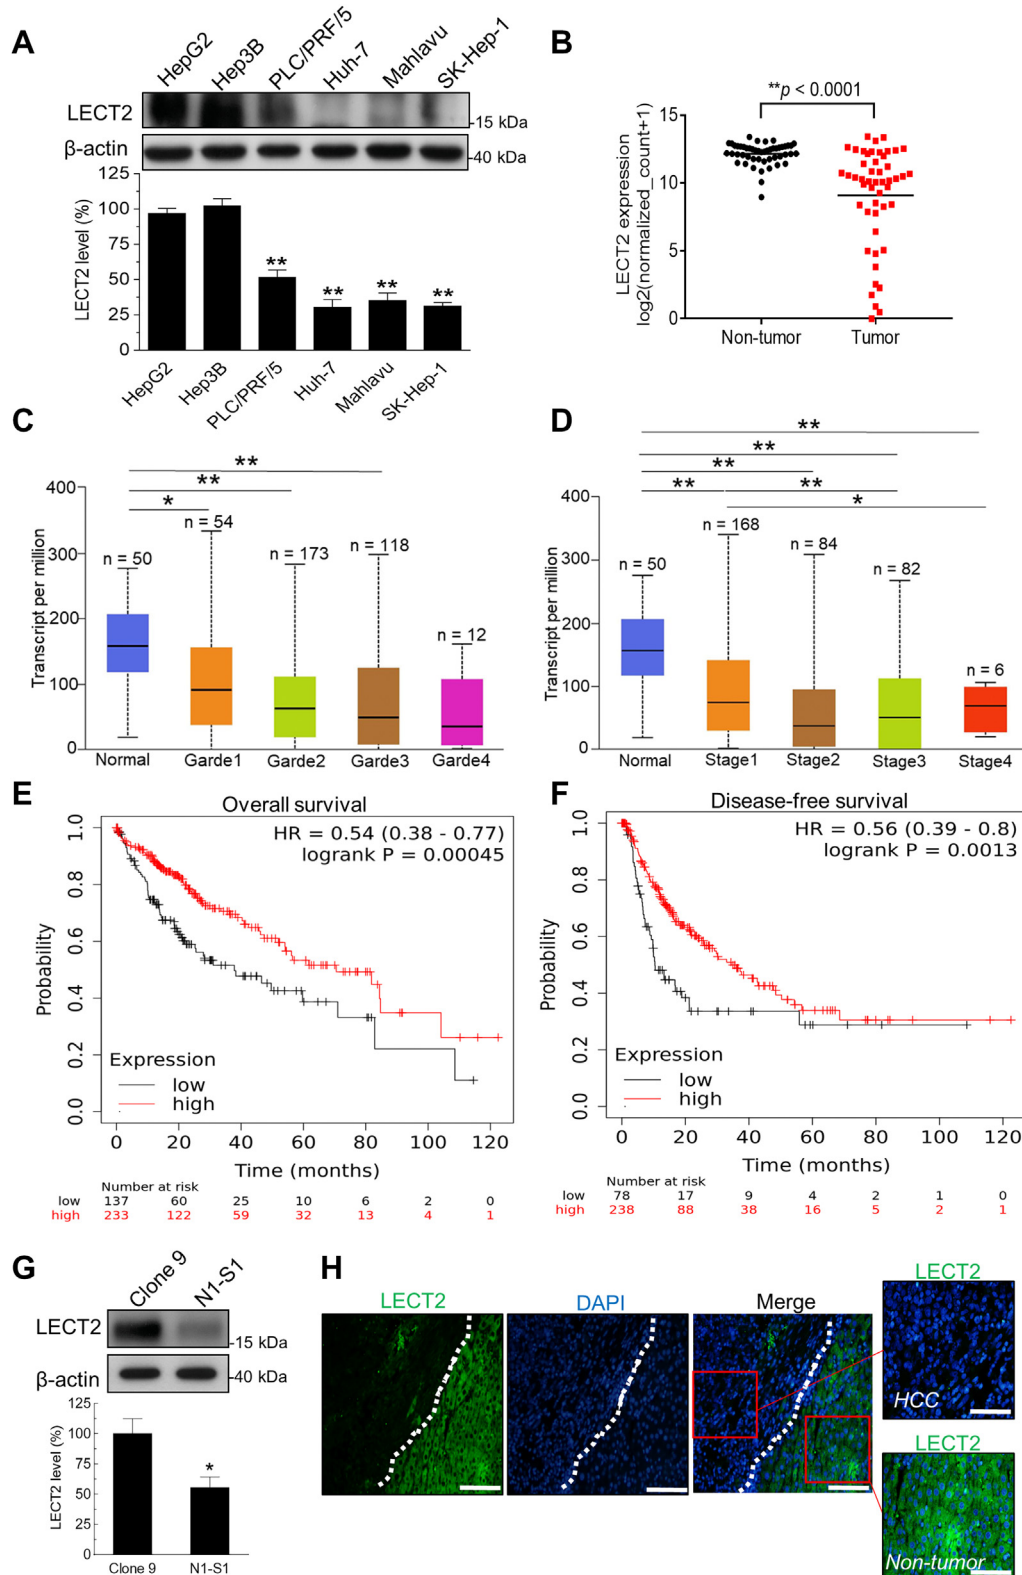 A
HepG2 Hep3B PLC/PRF/5 Huh-7 Mahlavu SK-Hep-1
LECT2
-15 kDa
β-actin
-40 kDa
125
100
75
50
25
0
LECT2 level (%)
** ** ** **
HepG2 Hep3B PLC/PRF/5 Huh-7 Mahlavu SK-Hep-1
B
**p < 0.0001
15
10
5
0
LECT2 expression
log2(normalized_count+1)
Non-tumor Tumor
C
**
**
*
400
300
200
100
0
Transcript per million
n = 50 n = 54 n = 173 n = 118 n = 12
Normal Garde1 Garde2 Garde3 Garde4
D
**
**
**
** **
*
400
300
200
100
0
Transcript per million
n = 50 n = 168 n = 84 n = 82 n = 6
Normal Stage1 Stage2 Stage3 Stage4
E
Overall survival
HR = 0.54 (0.38 - 0.77)
logrank P = 0.00045
1.0
0.8
0.6
0.4
0.2
0.0
Probability
Expression
low
high
0 20 40 60 80 100 120
Time (months)
Number at risk
low 137 60 25 10 6 2 0
high 233 122 59 32 13 4 1
F
Disease-free survival
HR = 0.56 (0.39 - 0.8)
logrank P = 0.0013
1.0
0.8
0.6
0.4
0.2
0.0
Probability
Expression
low
high
0 20 40 60 80 100 120
Time (months)
Number at risk
low 78 17 9 4 2 1 0
high 238 88 38 16 5 2 1
G
Clone 9 N1-S1
LECT2
-15 kDa
β-actin
-40 kDa
125
100
75
50
25
0
LECT2 level (%)
*
Clone 9 N1-S1
H
LECT2 DAPI Merge
LECT2
HCC
LECT2
Non-tumor